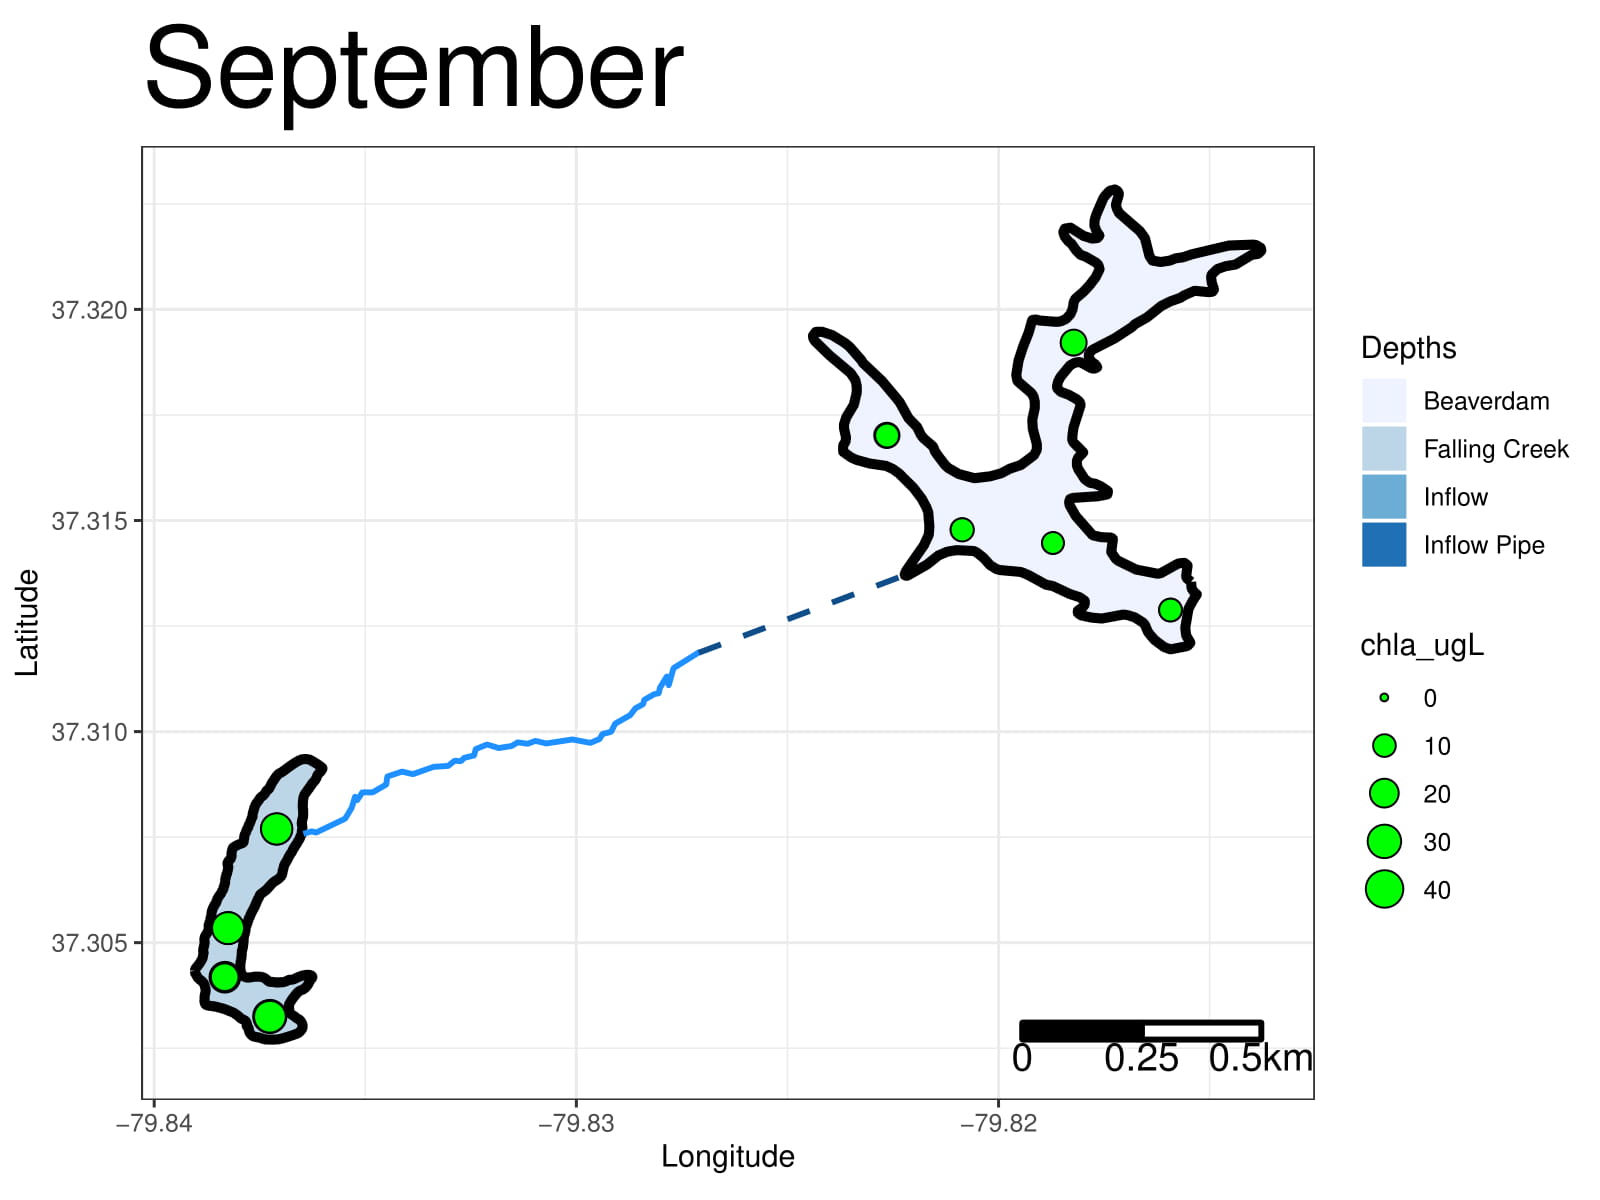 September
Latitude
37.320
37.315
37.310
37.305
−79.84
−79.83
−79.82
Longitude
0 0.25 0.5km
Depths
Beaverdam
Falling Creek
Inflow
Inflow Pipe
chla_ugL
0
10
20
30
40